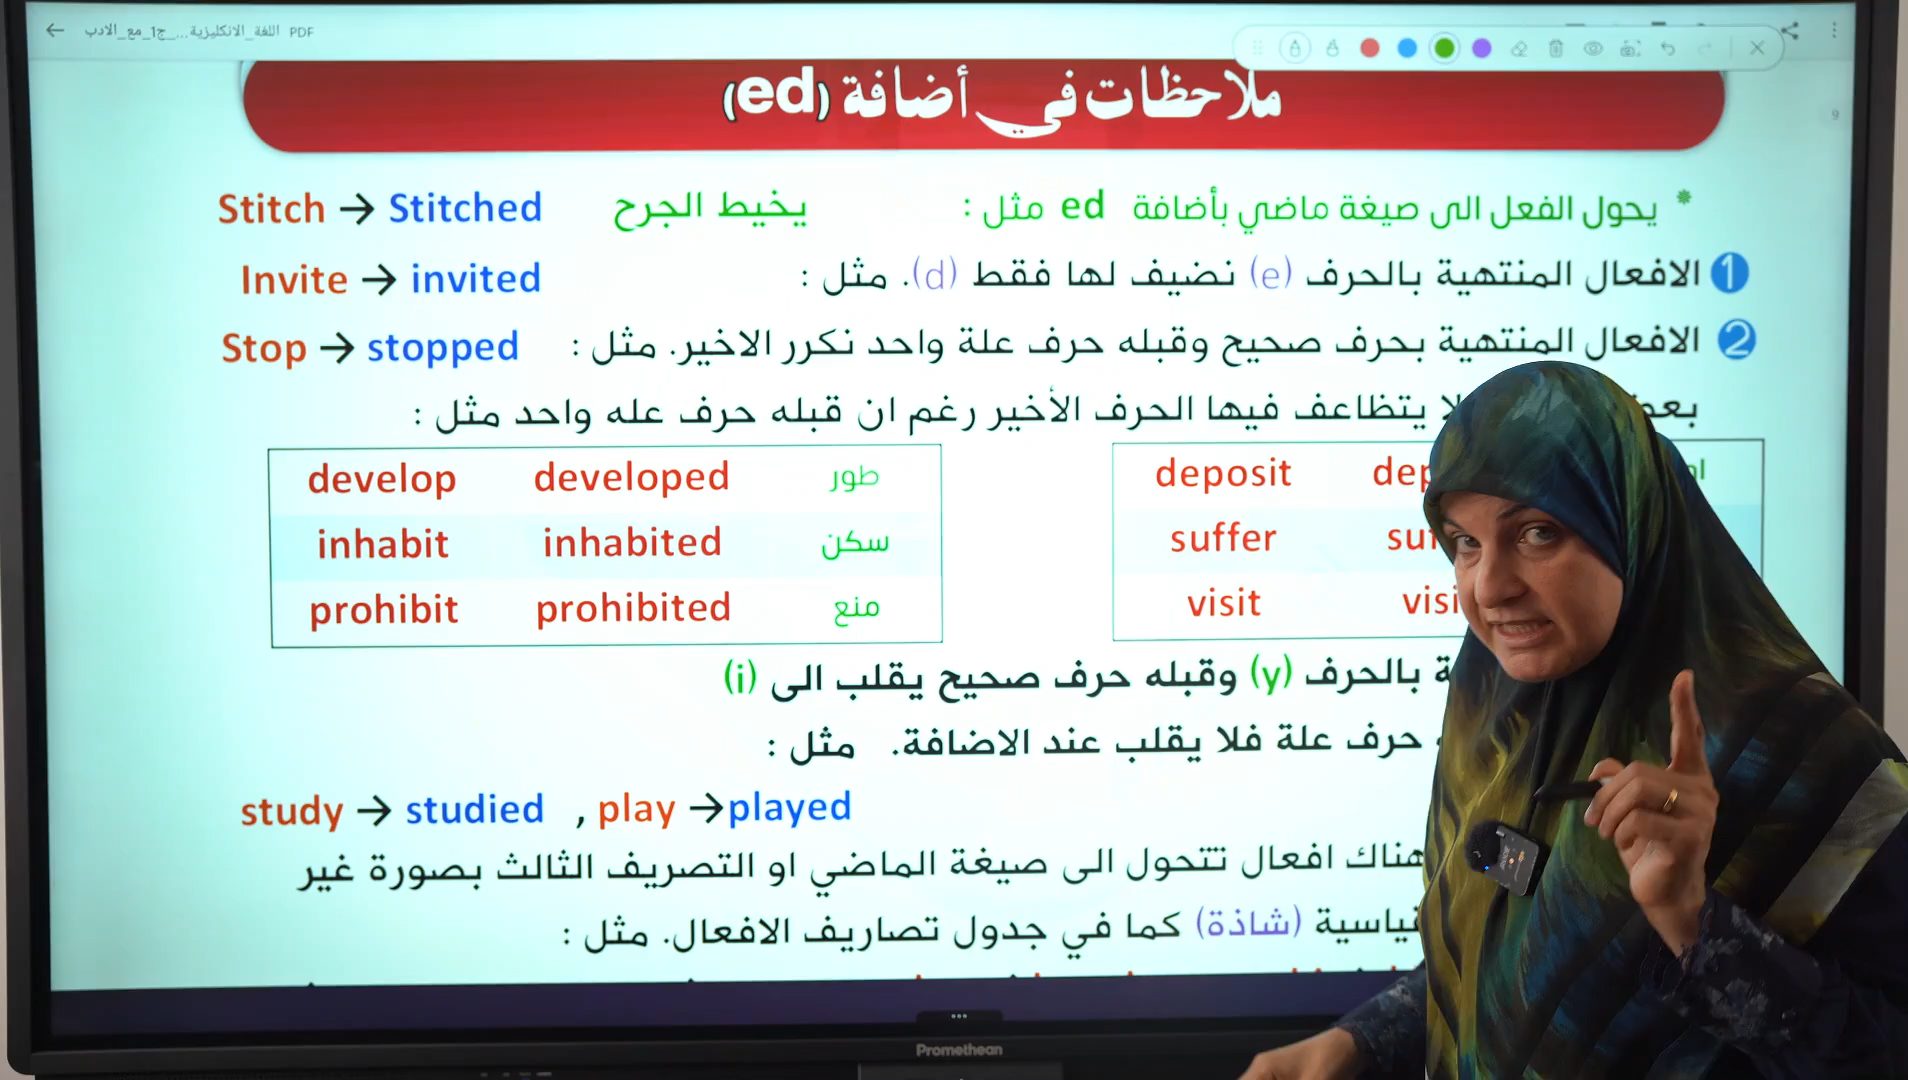 اللغة_الانكليزية..._ج1_مع_الادب PDF
ملاحظات في أضافة (ed)
* يحول الفعل الى صيغة ماضي بأضافة ed مثل : يخيط الجرح Stitch → Stitched
1 الافعال المنتهية بالحرف (e) نضيف لها فقط (d). مثل : Invite → invited
2 الافعال المنتهية بحرف صحيح وقبله حرف علة واحد نكرر الاخير. مثل : Stop → stopped
لا يتظاعف فيها الحرف الأخير رغم ان قبله حرف عله واحد مثل :
develop developed طور
inhabit inhabited سكن
prohibit prohibited منع
deposit
suffer
visit
بالحرف (y) وقبله حرف صحيح يقلب الى (i)
حرف علة فلا يقلب عند الاضافة. مثل :
study → studied , play → played
هناك افعال تتحول الى صيغة الماضي او التصريف الثالث بصورة غير
قياسية (شاذة) كما في جدول تصاريف الافعال. مثل :
Promethean